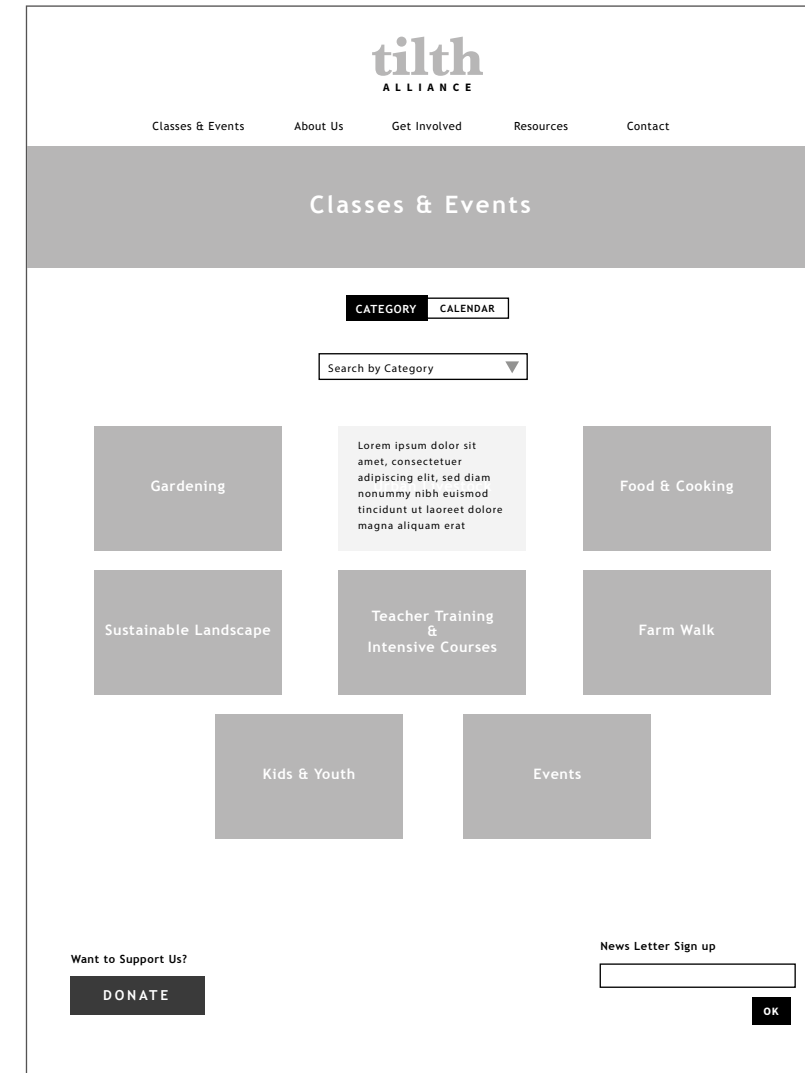 tilth
ALLIANCE
Classes & Events About Us Get Involved Resources Contact
Classes & Events
CATEGORY CALENDAR
Search by Category
Gardening
Lorem ipsum dolor sit
amet, consectetuer
adipiscing elit, sed diam
nonummy nibh euismod
tincidunt ut laoreet dolore
magna aliquam erat
Food & Cooking
Sustainable Landscape
Teacher Training
&
Intensive Courses
Farm Walk
Kids & Youth
Events
Want to Support Us?
DONATE
News Letter Sign up
OK